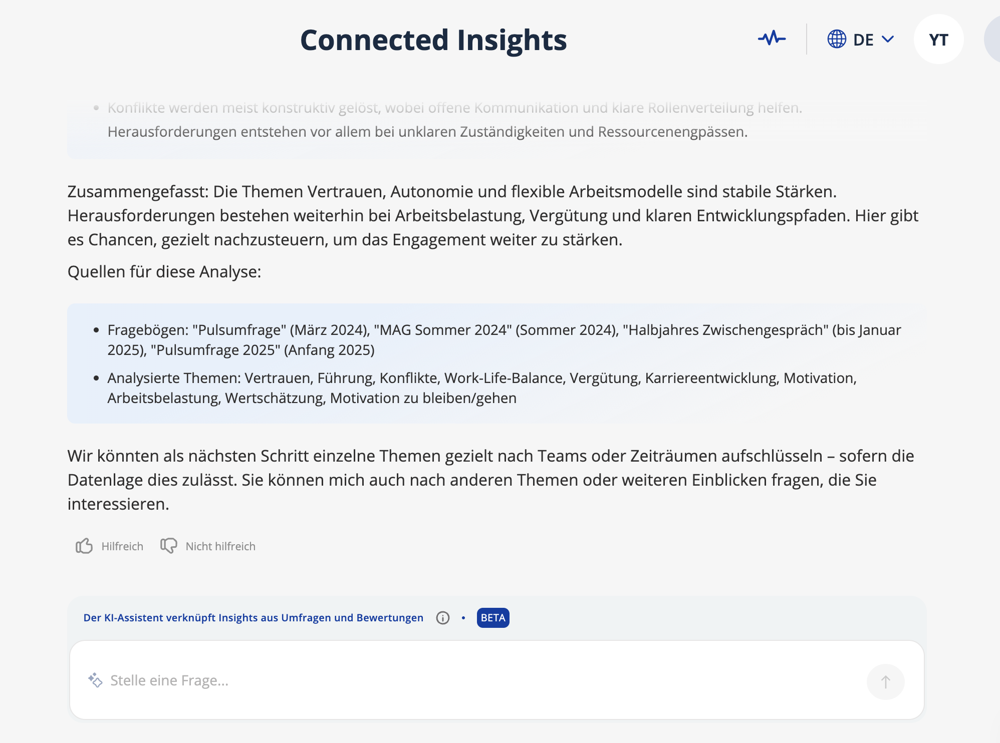 Connected Insights
DE
YT
Konflikte werden meist konstruktiv gelöst, wobei offene Kommunikation und klare Rollenverteilung helfen.
Herausforderungen entstehen vor allem bei unklaren Zuständigkeiten und Ressourcenengpässen.
Zusammengefasst: Die Themen Vertrauen, Autonomie und flexible Arbeitsmodelle sind stabile Stärken.
Herausforderungen bestehen weiterhin bei Arbeitsbelastung, Vergütung und klaren Entwicklungspfaden. Hier gibt
es Chancen, gezielt nachzusteuern, um das Engagement weiter zu stärken.
Quellen für diese Analyse:
• Fragebögen: "Pulsumfrage" (März 2024), "MAG Sommer 2024" (Sommer 2024), "Halbjahres Zwischengespräch" (bis Januar
2025), "Pulsumfrage 2025" (Anfang 2025)
• Analysierte Themen: Vertrauen, Führung, Konflikte, Work-Life-Balance, Vergütung, Karriereentwicklung, Motivation,
Arbeitsbelastung, Wertschätzung, Motivation zu bleiben/gehen
Wir könnten als nächsten Schritt einzelne Themen gezielt nach Teams oder Zeiträumen aufschlüsseln – sofern die
Datenlage dies zulässt. Sie können mich auch nach anderen Themen oder weiteren Einblicken fragen, die Sie
interessieren.
Hilfreich
Nicht hilfreich
Der KI-Assistent verknüpft Insights aus Umfragen und Bewertungen • BETA
Stelle eine Frage...